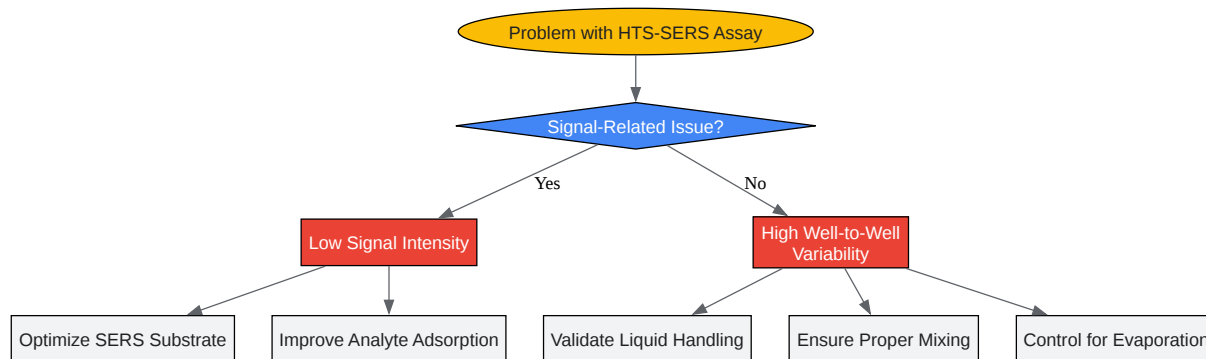 Problem with HTS-SERS Assay
Signal-Related Issue?
Yes
No
Low Signal Intensity
High Well-to-Well
Variability
Optimize SERS Substrate
Improve Analyte Adsorption
Validate Liquid Handling
Ensure Proper Mixing
Control for Evaporation